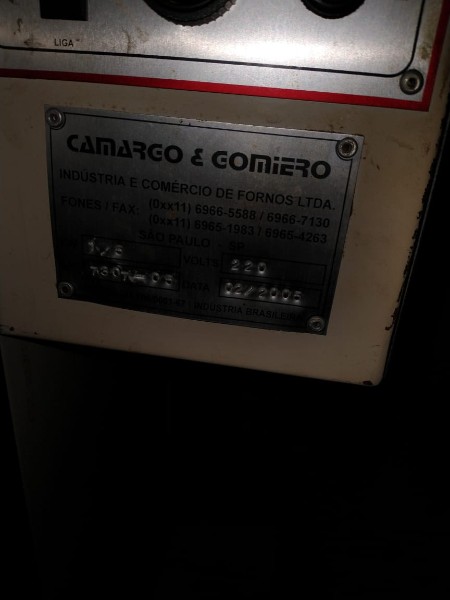 LIGA
CAMARGO & GOMIERO
INDÚSTRIA E COMÉRCIO DE FORNOS LTDA.
FONES / FAX: (0xx11) 6966-5588 / 6966-7130
(0xx11) 6965-1983 / 6965-4263
SÃO PAULO - SP
VOLTS 220
DATA 02/2005
INDÚSTRIA BRASILEIRA